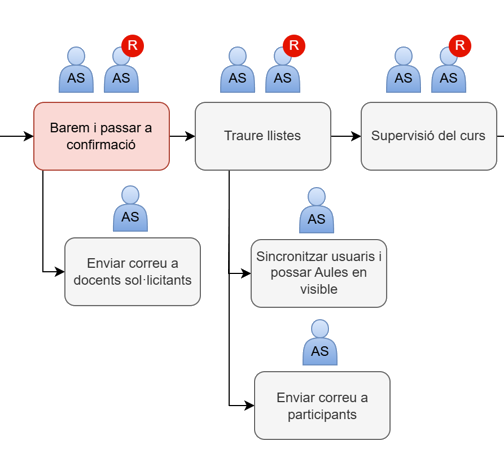 R
R
R
AS
AS
AS
AS
AS
AS
Barem i passar a
confirmació
Traure llistes
Supervisió del curs
AS
AS
Enviar correu a
docents sol·licitants
Sincronitzar usuaris i
possar Aules en
visible
AS
Enviar correu a
participants